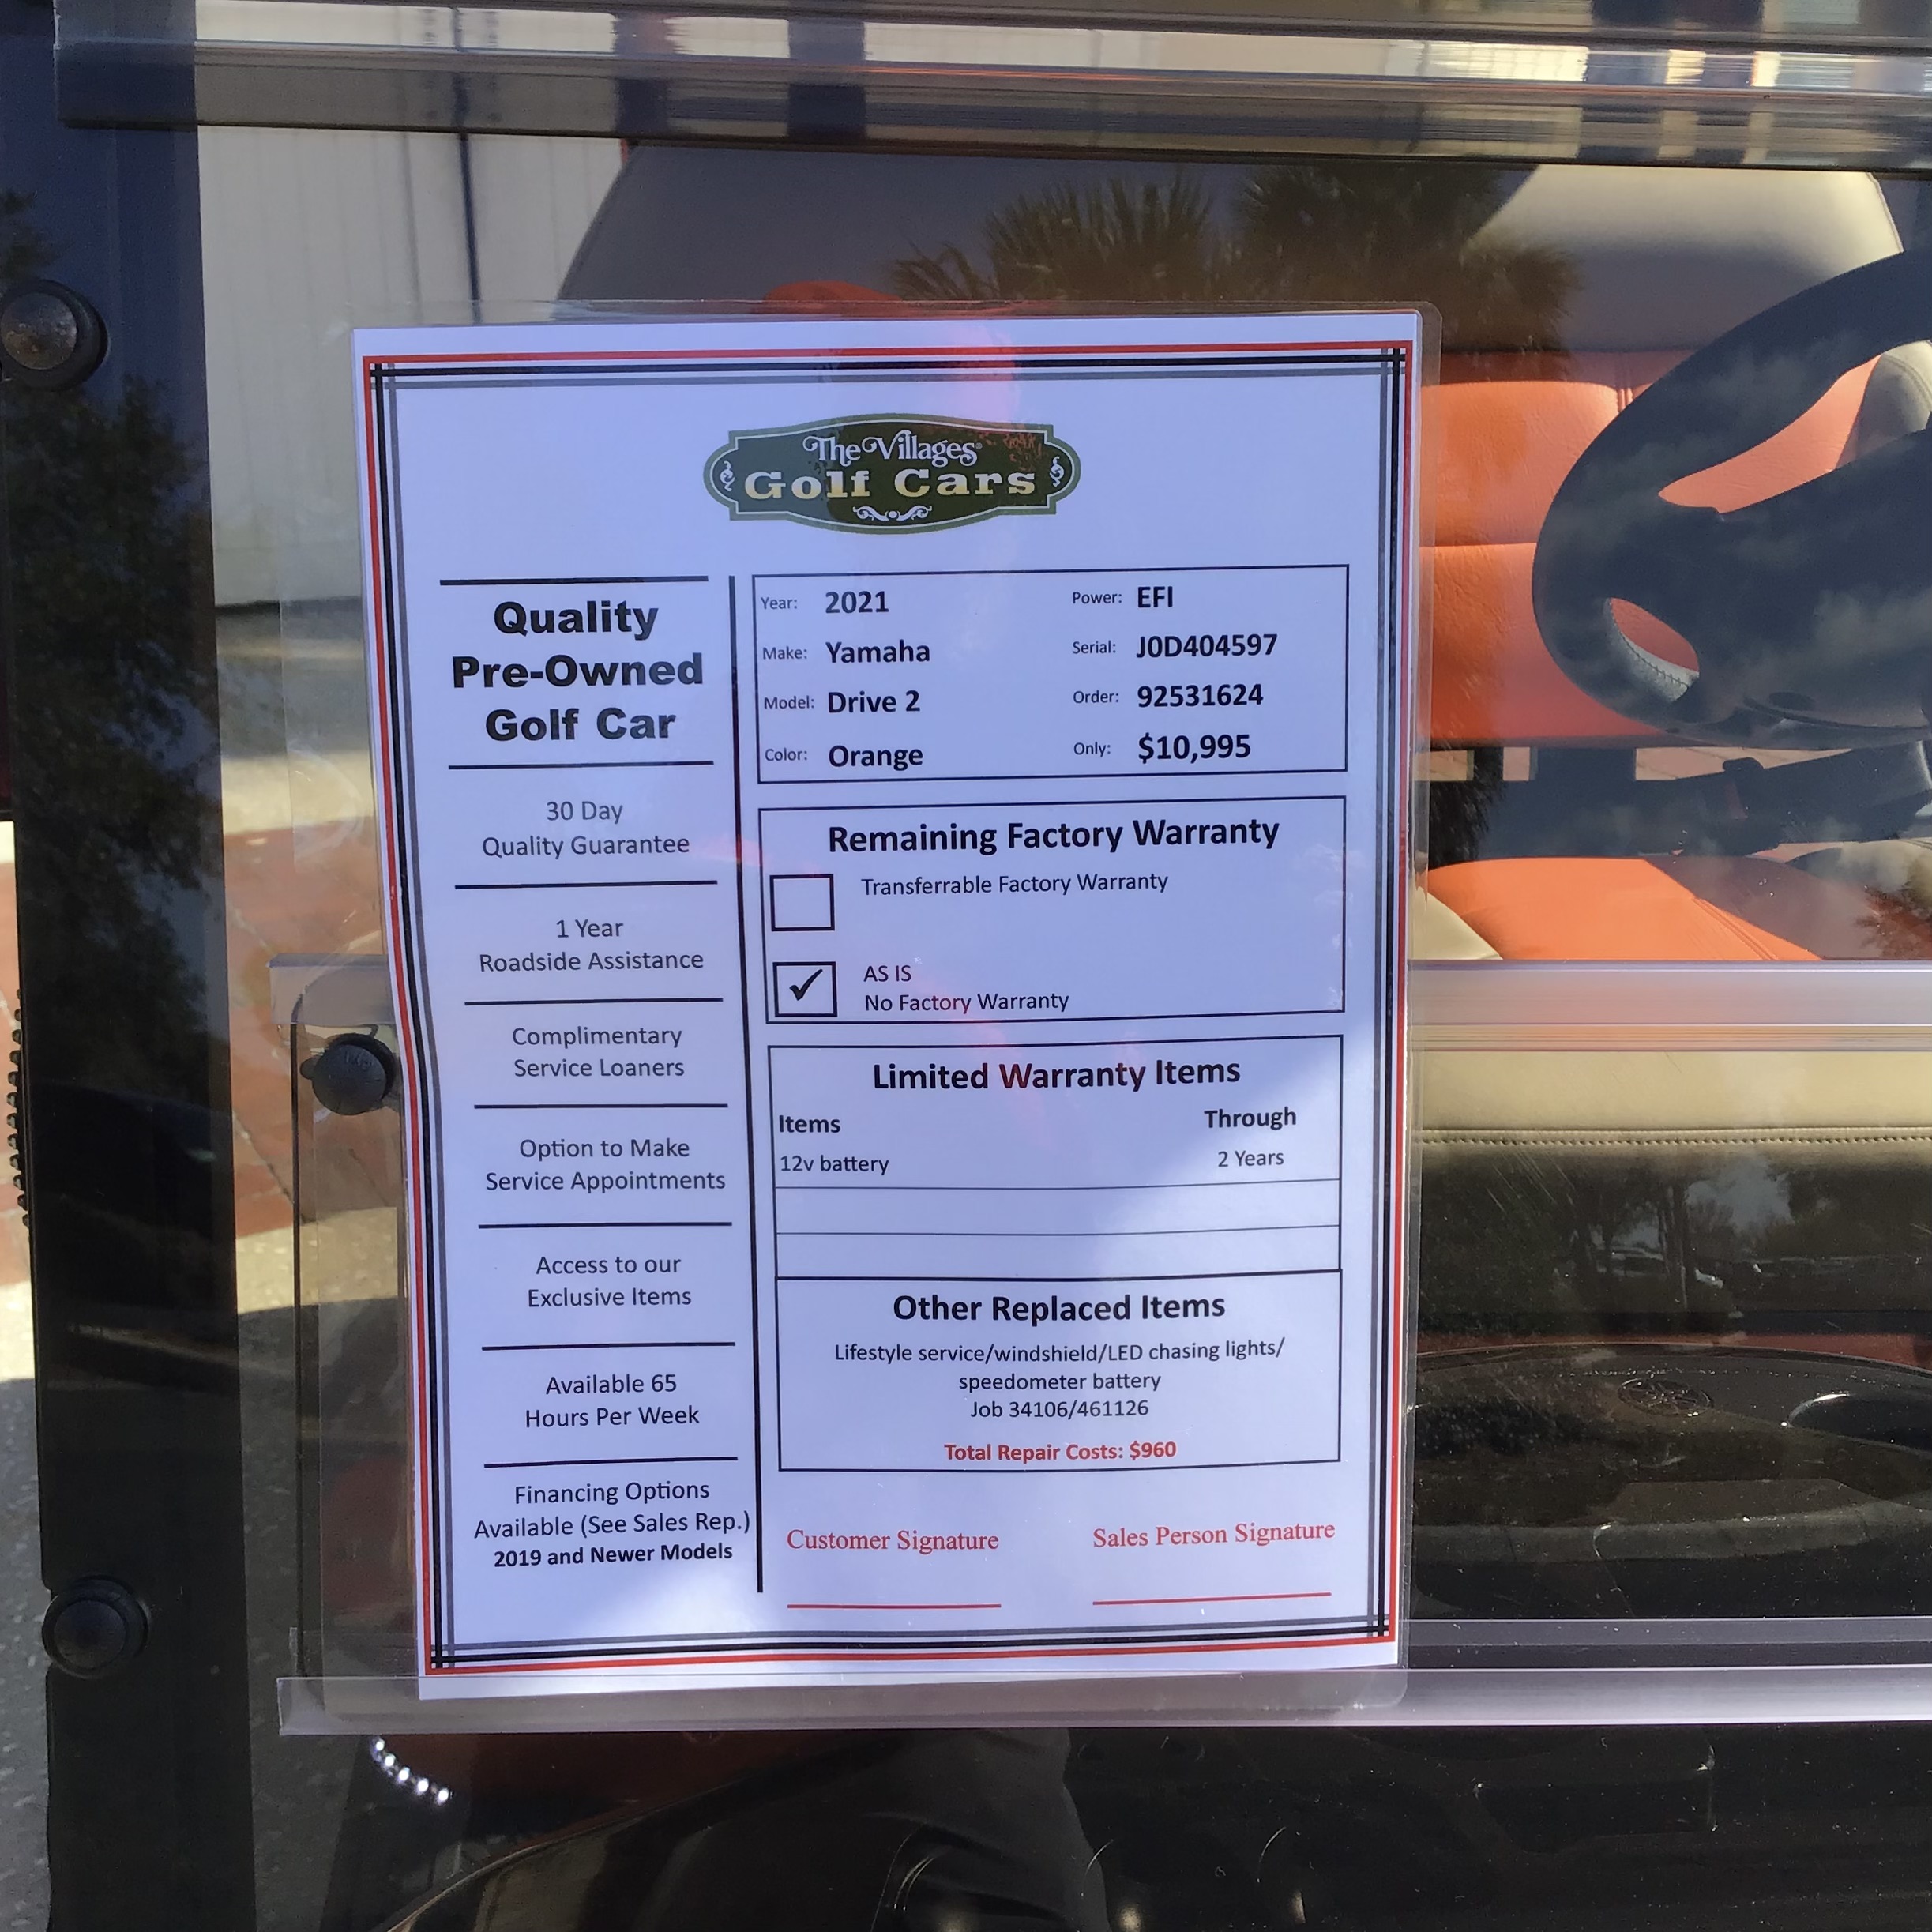 The Villages
Golf Cars
Quality
Pre-Owned
Golf Car
30 Day
Quality Guarantee
1 Year
Roadside Assistance
Complimentary
Service Loaners
Option to Make
Service Appointments
Access to our
Exclusive Items
Available 65
Hours Per Week
Financing Options
Available (See Sales Rep.)
2019 and Newer Models
Year: 2021 Power: EFI
Make: Yamaha Serial: J0D404597
Model: Drive 2 Order: 92531624
Color: Orange Only: $10,995
Remaining Factory Warranty
Transferrable Factory Warranty
✓ AS IS
No Factory Warranty
Limited Warranty Items
Items Through
12v battery 2 Years
Other Replaced Items
Lifestyle service/windshield/LED chasing lights/
speedometer battery
Job 34106/461126
Total Repair Costs: $960
Customer Signature Sales Person Signature